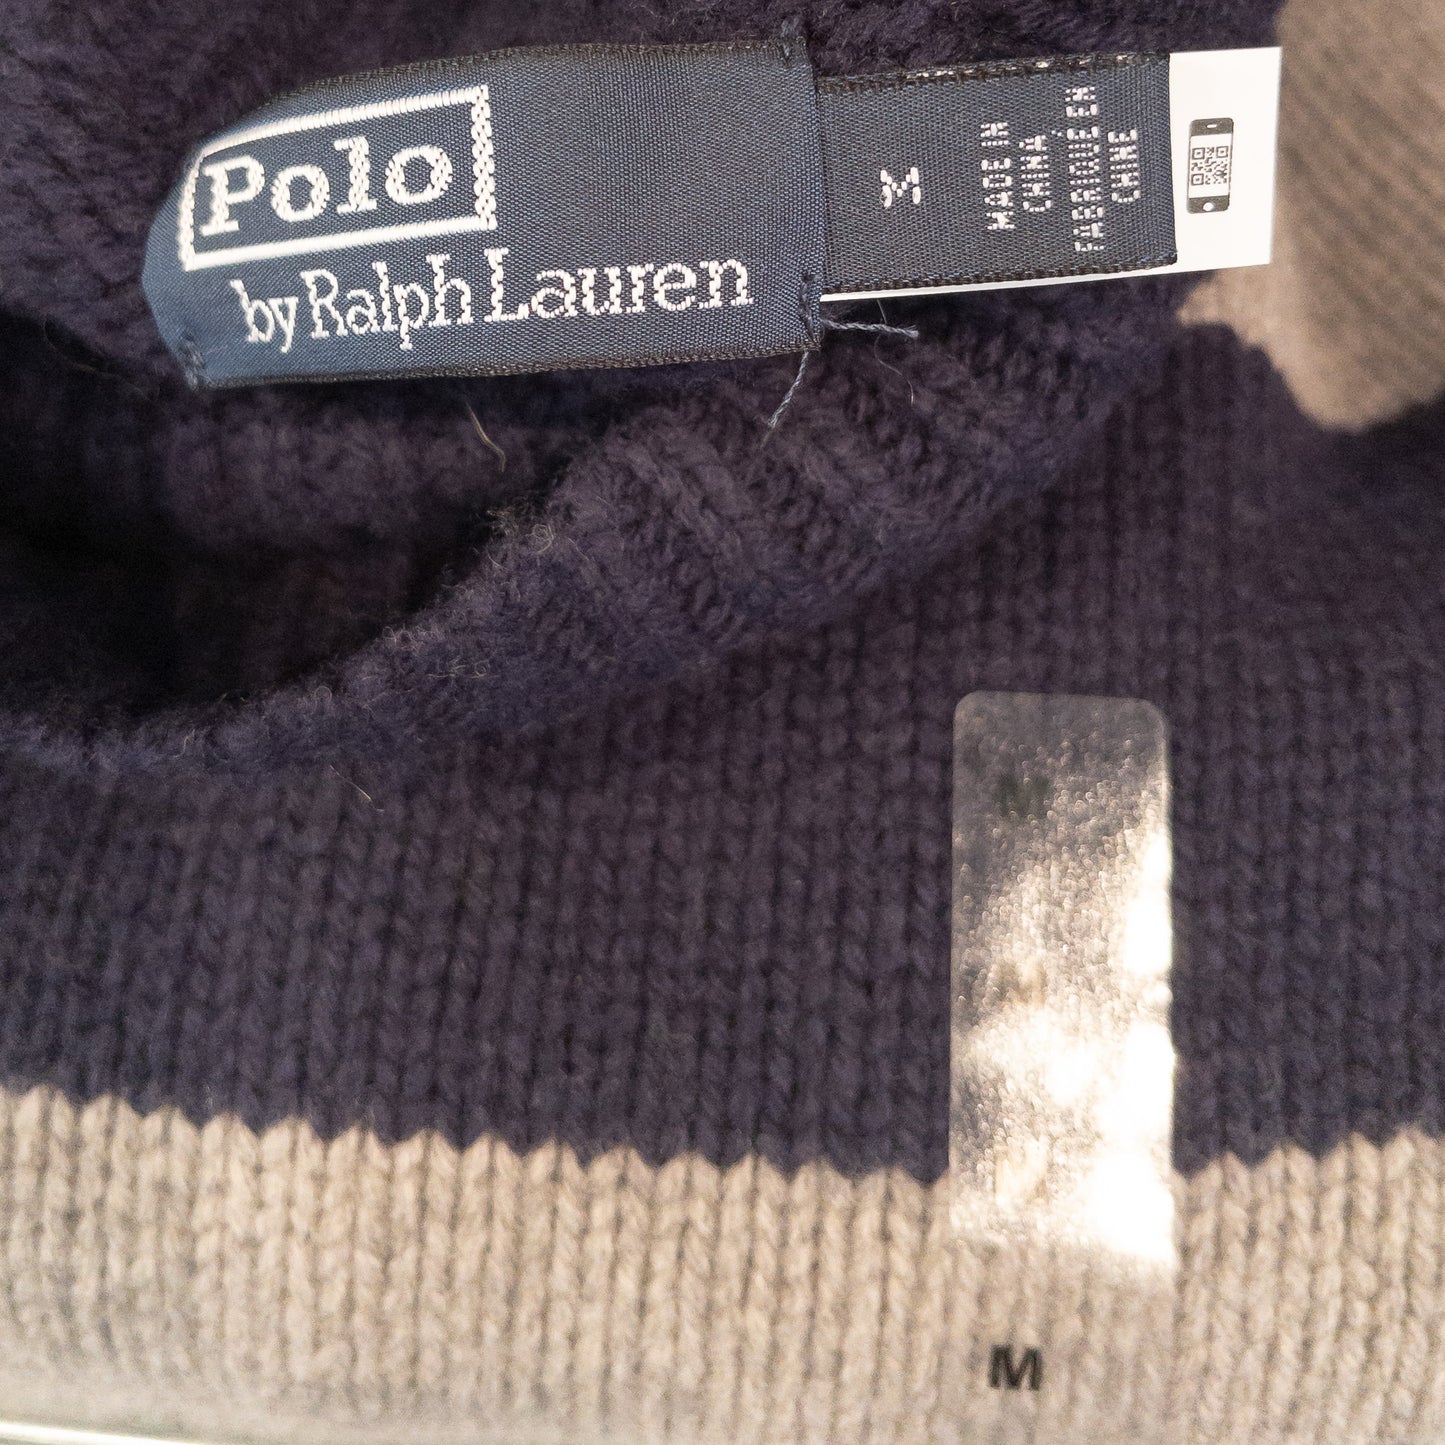 Polo
by Ralph Lauren
M
MADE IN
CHINA
FABRIQUÉ EN
CHINE
M